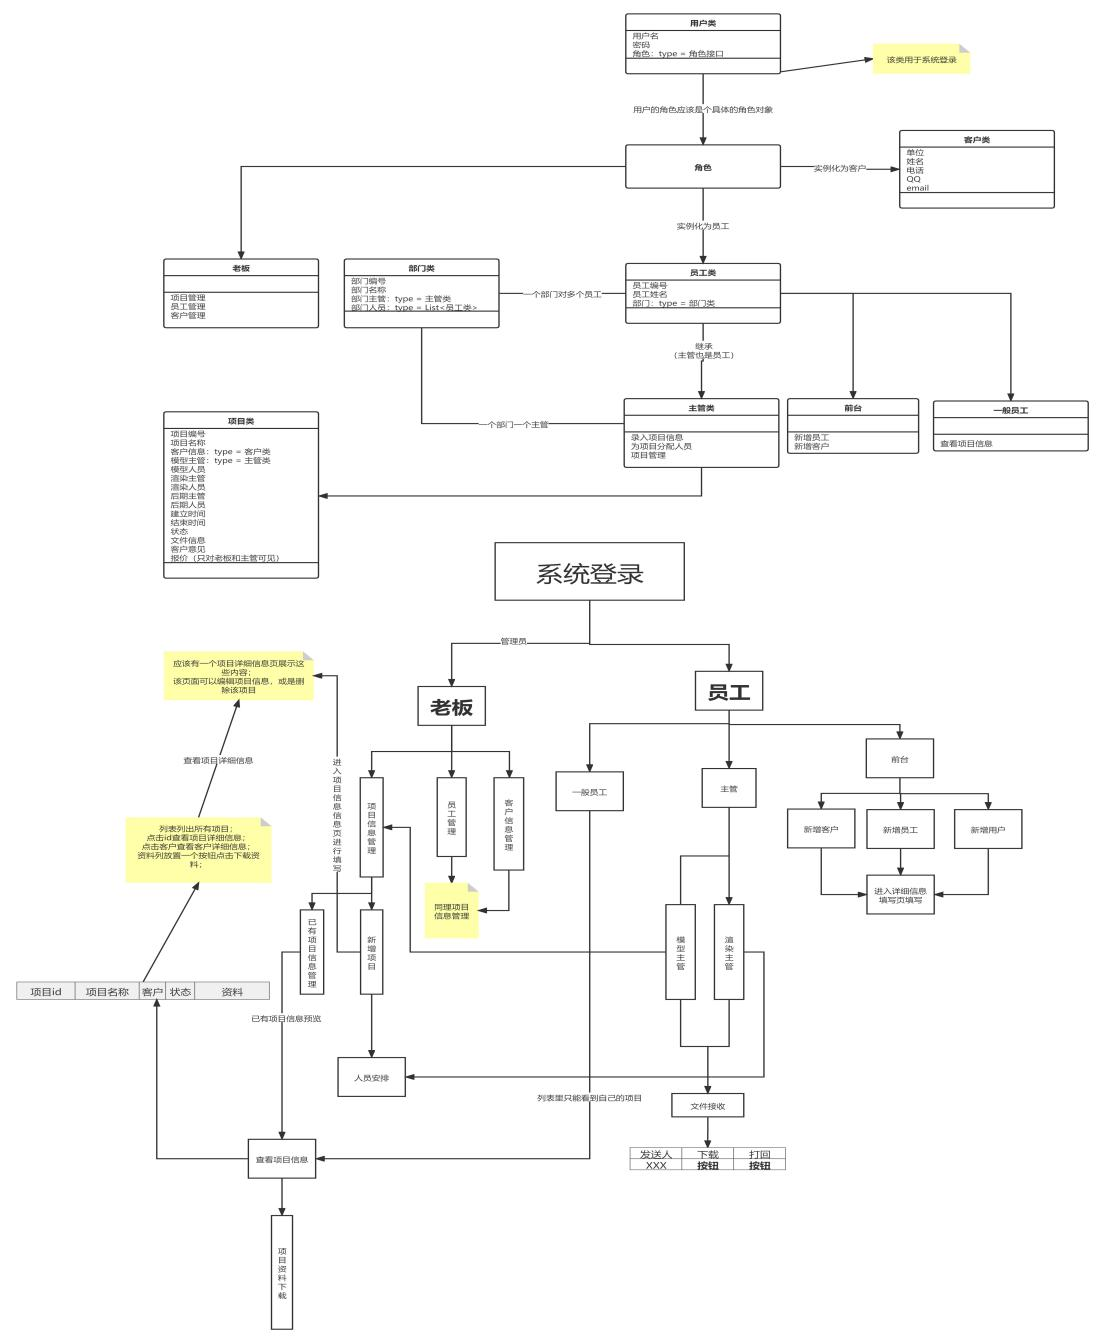 用户类
用户名
密码
角色：type = 角色接口
该类用于系统登录
用户的角色应该是个具体的角色对象
角色
实例化为客户
客户类
单位
姓名
电话
QQ
email
实例化为员工
老板
项目管理
员工管理
客户管理
部门类
部门编号
部门名称
部门主管：type = 主管类
部门人员：type = List<员工类>
一个部门对多个员工
员工类
员工编号
员工姓名
部门：type = 部门类
继承
（主管也是员工）
一个部门一个主管
主管类
录入项目信息
为项目分配人员
项目管理
前台
新增员工
新增客户
一般员工
查看项目信息
项目类
项目编号
项目名称
客户信息：type = 客户类
模型主管：type = 主管类
模型人员
渲染主管
渲染人员
后期主管
后期人员
建立时间
结束时间
状态
文件信息
客户意见
报价（只对老板和主管可见）
系统登录
管理员
应该有一个项目详细信息页展示这
些内容；
该页面可以编辑项目信息，或是删
除该项目
老板
员工
查看项目详细信息
进入项目信息信息页进行填写
项目信息管理
员工管理
客户信息管理
一般员工
主管
前台
列表列出所有项目；
点击id查看项目详细信息；
点击客户查看客户详细信息；
资料列放置一个按钮点击下载资
料；
新增客户
新增员工
新增用户
同理项目
信息管理
进入详细信息
填写页填写
已有项目信息管理
新增项目
模型主管
渲染主管
项目id 项目名称 客户 状态 资料
已有项目信息预览
人员安排
列表里只能看到自己的项目
文件接收
发送人 下载 打回
XXX 按钮 按钮
查看项目信息
项目资料下载